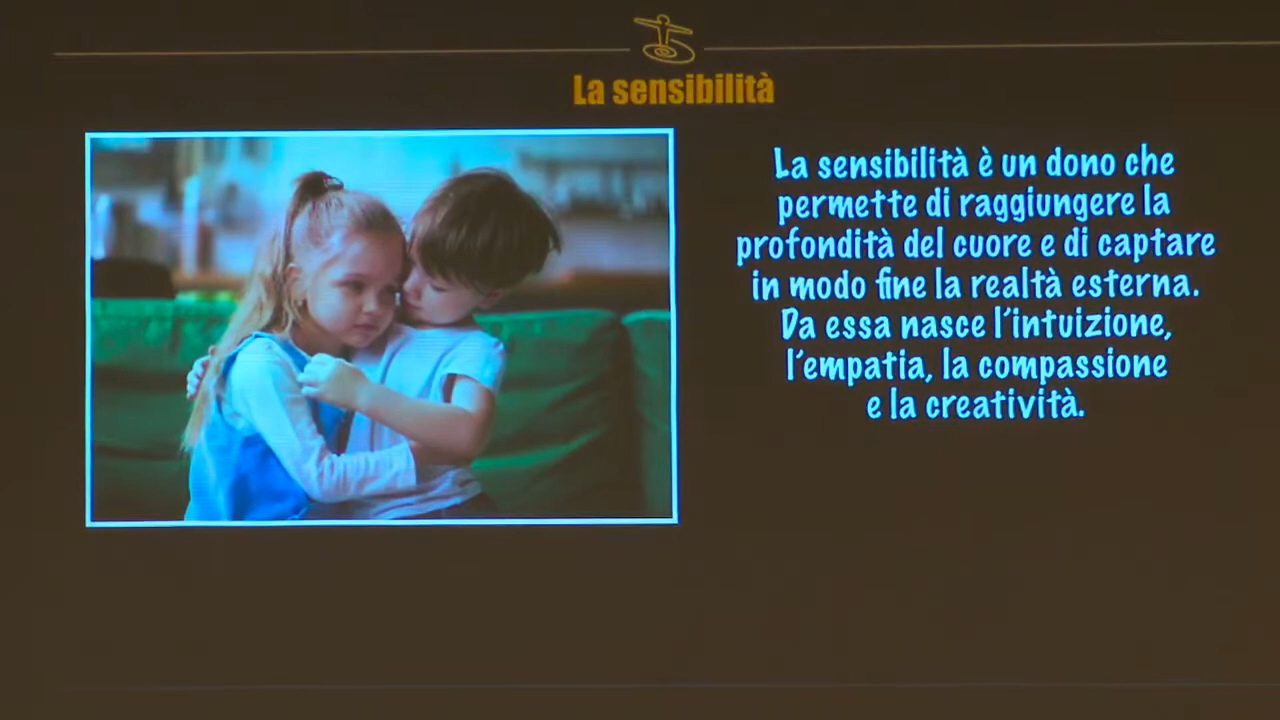 La sensibilità
La sensibilità è un dono che
permette di raggiungere la
profondità del cuore e di captare
in modo fine la realtà esterna.
Da essa nasce l'intuizione,
l'empatia, la compassione
e la creatività.